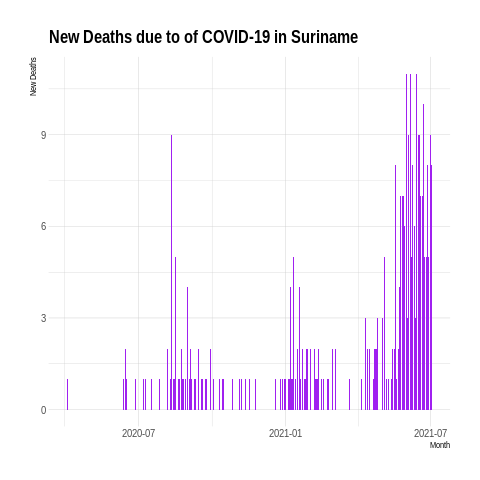 New Deaths due to of COVID-19 in Suriname
New Deaths
9
6
3
0
2020-07
2021-01
2021-07
Month